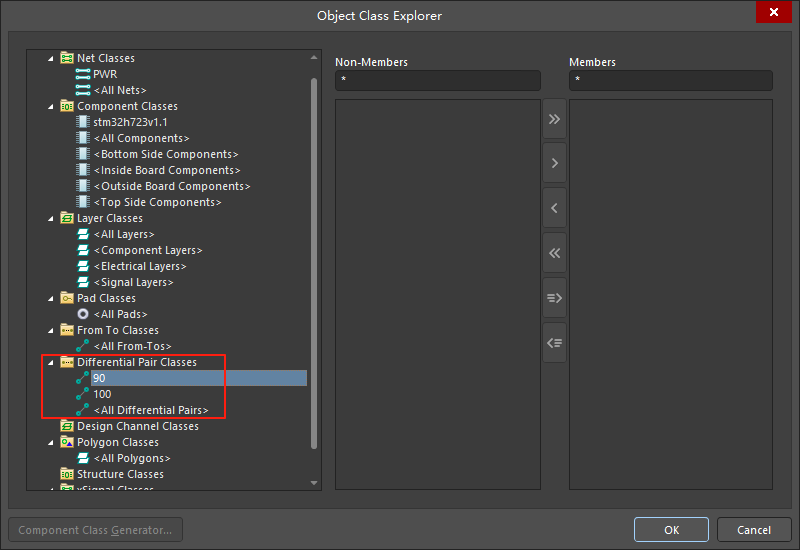 Object Class Explorer
Net Classes
PWR
<All Nets>
Component Classes
stm32h723v1.1
<All Components>
<Bottom Side Components>
<Inside Board Components>
<Outside Board Components>
<Top Side Components>
Layer Classes
<All Layers>
<Component Layers>
<Electrical Layers>
<Signal Layers>
Pad Classes
<All Pads>
From To Classes
<All From-Tos>
Differential Pair Classes
90
100
<All Differential Pairs>
Design Channel Classes
Polygon Classes
<All Polygons>
Structure Classes
xSignal Classes
Non-Members
*
Members
*
Component Class Generator...
OK
Cancel